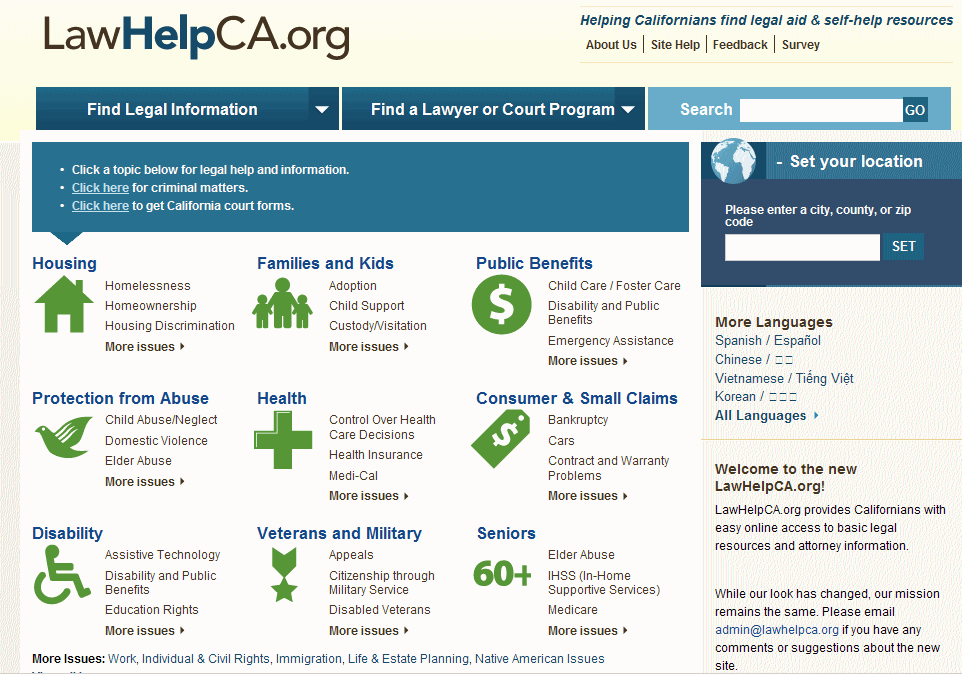 LawHelpCA.org
Helping Californians find legal aid & self-help resources
About Us | Site Help | Feedback | Survey
Find Legal Information
Find a Lawyer or Court Program
Search
GO
• Click a topic below for legal help and information.
• Click here for criminal matters.
• Click here to get California court forms.
- Set your location
Please enter a city, county, or zip
code
SET
Housing
Homelessness
Homeownership
Housing Discrimination
More issues
Families and Kids
Adoption
Child Support
Custody/Visitation
More issues
Public Benefits
$
Child Care / Foster Care
Disability and Public
Benefits
Emergency Assistance
More issues
Protection from Abuse
Child Abuse/Neglect
Domestic Violence
Elder Abuse
More issues
Health
Control Over Health
Care Decisions
Health Insurance
Medi-Cal
More issues
Consumer & Small Claims
$
Bankruptcy
Cars
Contract and Warranty
Problems
More issues
Disability
Assistive Technology
Disability and Public
Benefits
Education Rights
More issues
Veterans and Military
Appeals
Citizenship through
Military Service
Disabled Veterans
More issues
Seniors
60+
Elder Abuse
IHSS (In-Home
Supportive Services)
Medicare
More issues
More Issues: Work, Individual & Civil Rights, Immigration, Life & Estate Planning, Native American Issues
More Languages
Spanish / Español
Chinese / □□
Vietnamese / Tiếng Việt
Korean / □□□
All Languages
Welcome to the new
LawHelpCA.org!
LawHelpCA.org provides Californians with
easy online access to basic legal
resources and attorney information.
While our look has changed, our mission
remains the same. Please email
admin@lawhelpca.org if you have any
comments or suggestions about the new
site.